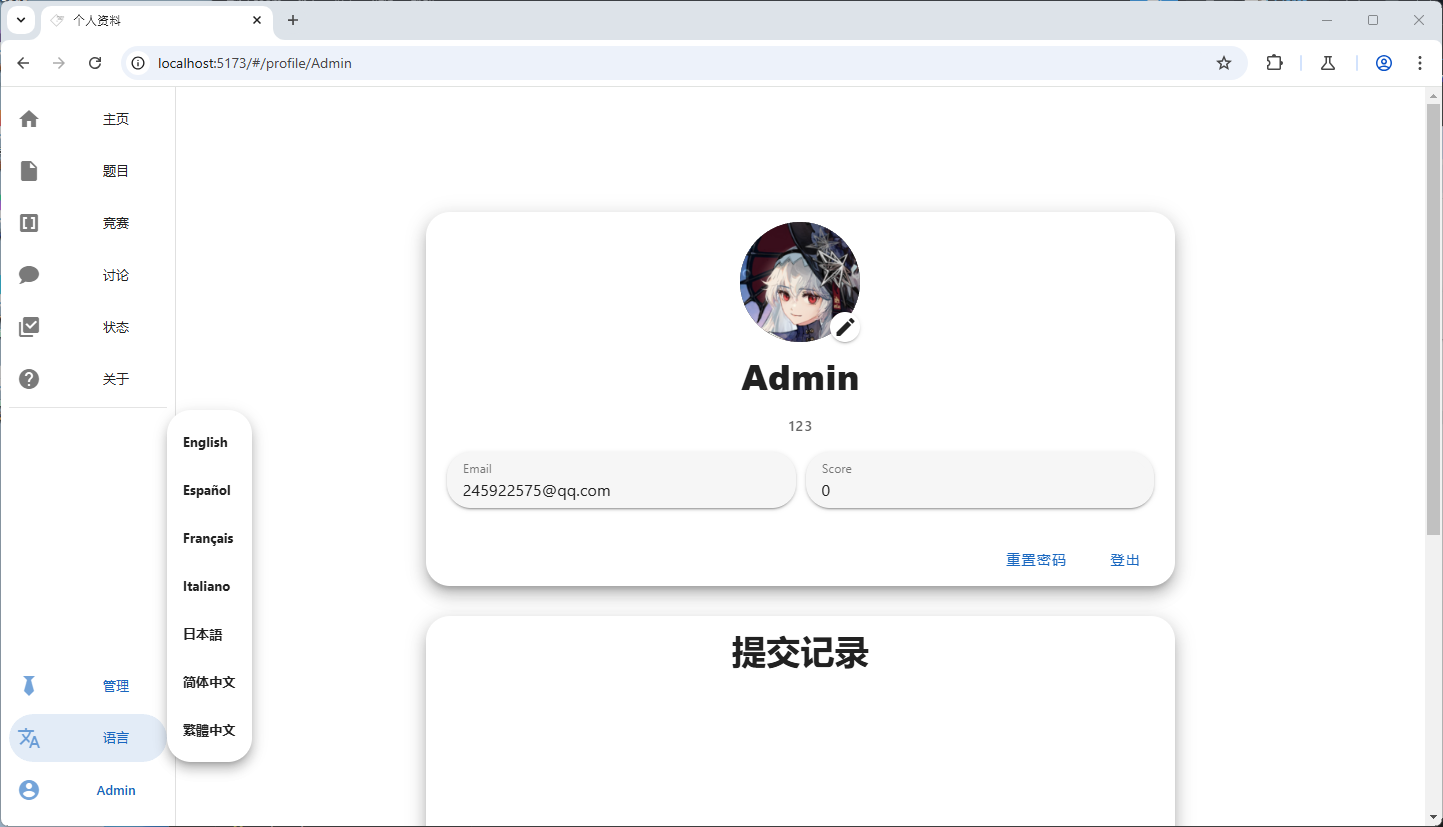 个人资料
localhost:5173/#/profile/Admin
主页
题目
竞赛
讨论
状态
关于
Admin
123
Email
245922575@qq.com
Score
0
重置密码
登出
提交记录
English
Español
Français
Italiano
日本語
简体中文
繁體中文
管理
语言
Admin